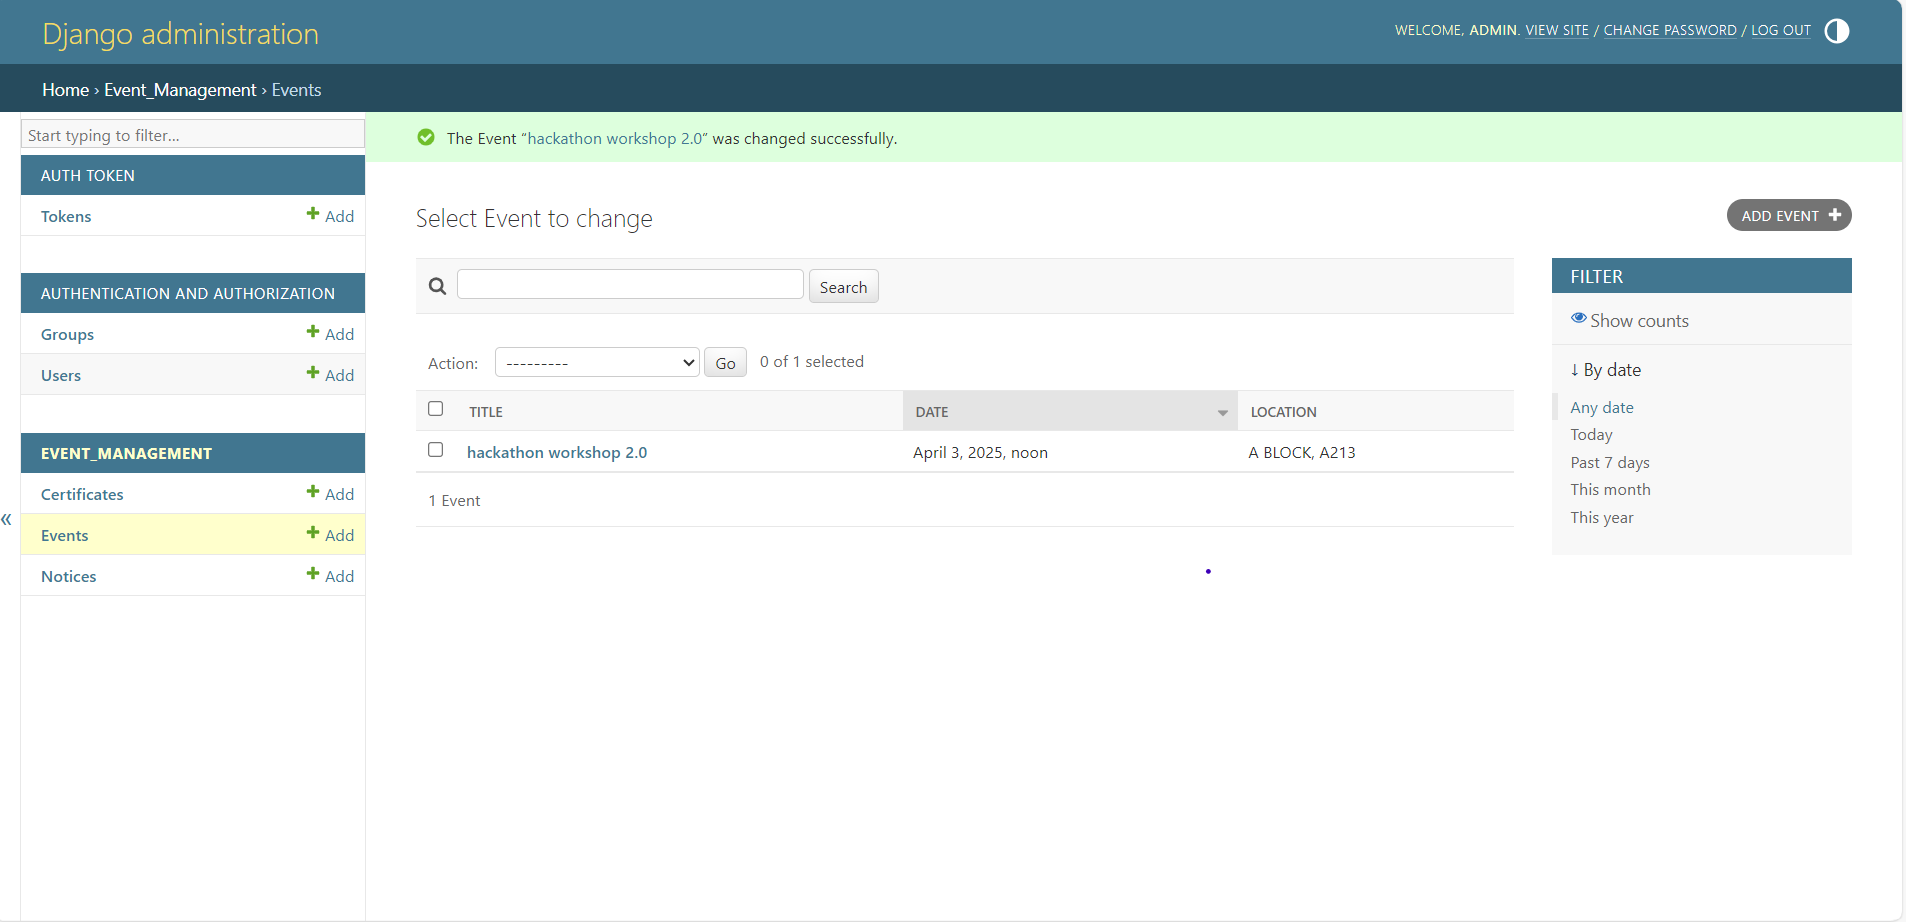 Django administration
WELCOME, ADMIN. VIEW SITE / CHANGE PASSWORD / LOG OUT
Home › Event_Management › Events
Start typing to filter...
AUTH TOKEN
Tokens
Add
AUTHENTICATION AND AUTHORIZATION
Groups
Add
Users
Add
EVENT_MANAGEMENT
Certificates
Add
«
Events
Add
Notices
Add
The Event “hackathon workshop 2.0” was changed successfully.
Select Event to change
ADD EVENT
Search
Action: --------- Go 0 of 1 selected
TITLE DATE LOCATION
hackathon workshop 2.0 April 3, 2025, noon A BLOCK, A213
1 Event
FILTER
Show counts
↓ By date
Any date
Today
Past 7 days
This month
This year